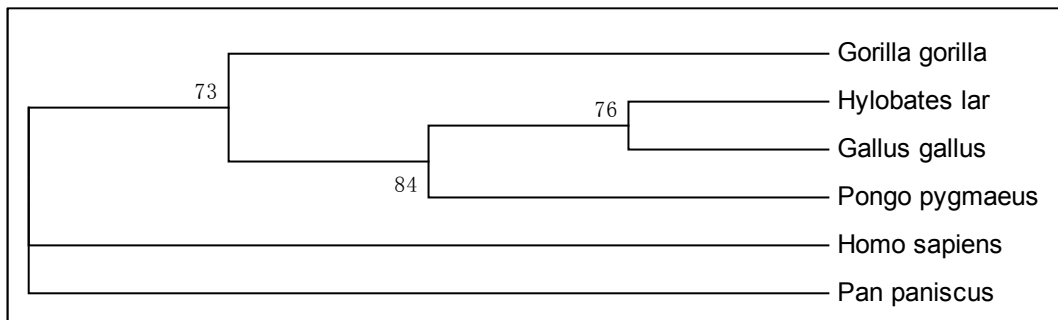 Gorilla gorilla
73
Hylobates lar
76
Gallus gallus
84
Pongo pygmaeus
Homo sapiens
Pan paniscus